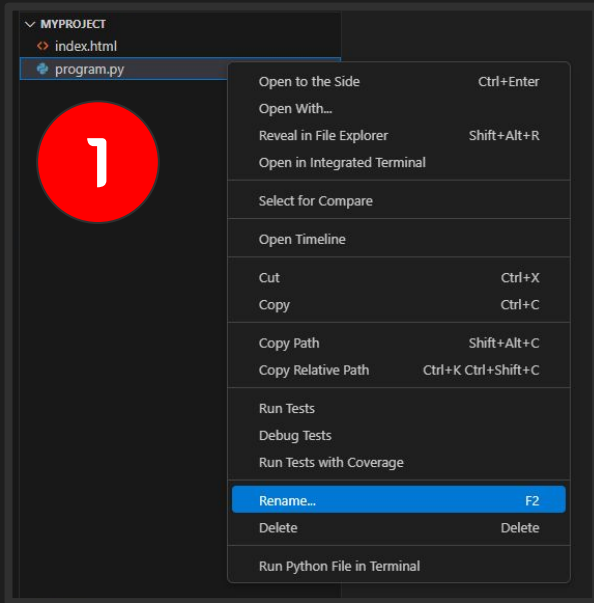 MYPROJECT
index.html
program.py
1
Open to the Side Ctrl+Enter
Open With...
Reveal in File Explorer Shift+Alt+R
Open in Integrated Terminal
Select for Compare
Open Timeline
Cut Ctrl+X
Copy Ctrl+C
Copy Path Shift+Alt+C
Copy Relative Path Ctrl+K Ctrl+Shift+C
Run Tests
Debug Tests
Run Tests with Coverage
Rename... F2
Delete Delete
Run Python File in Terminal